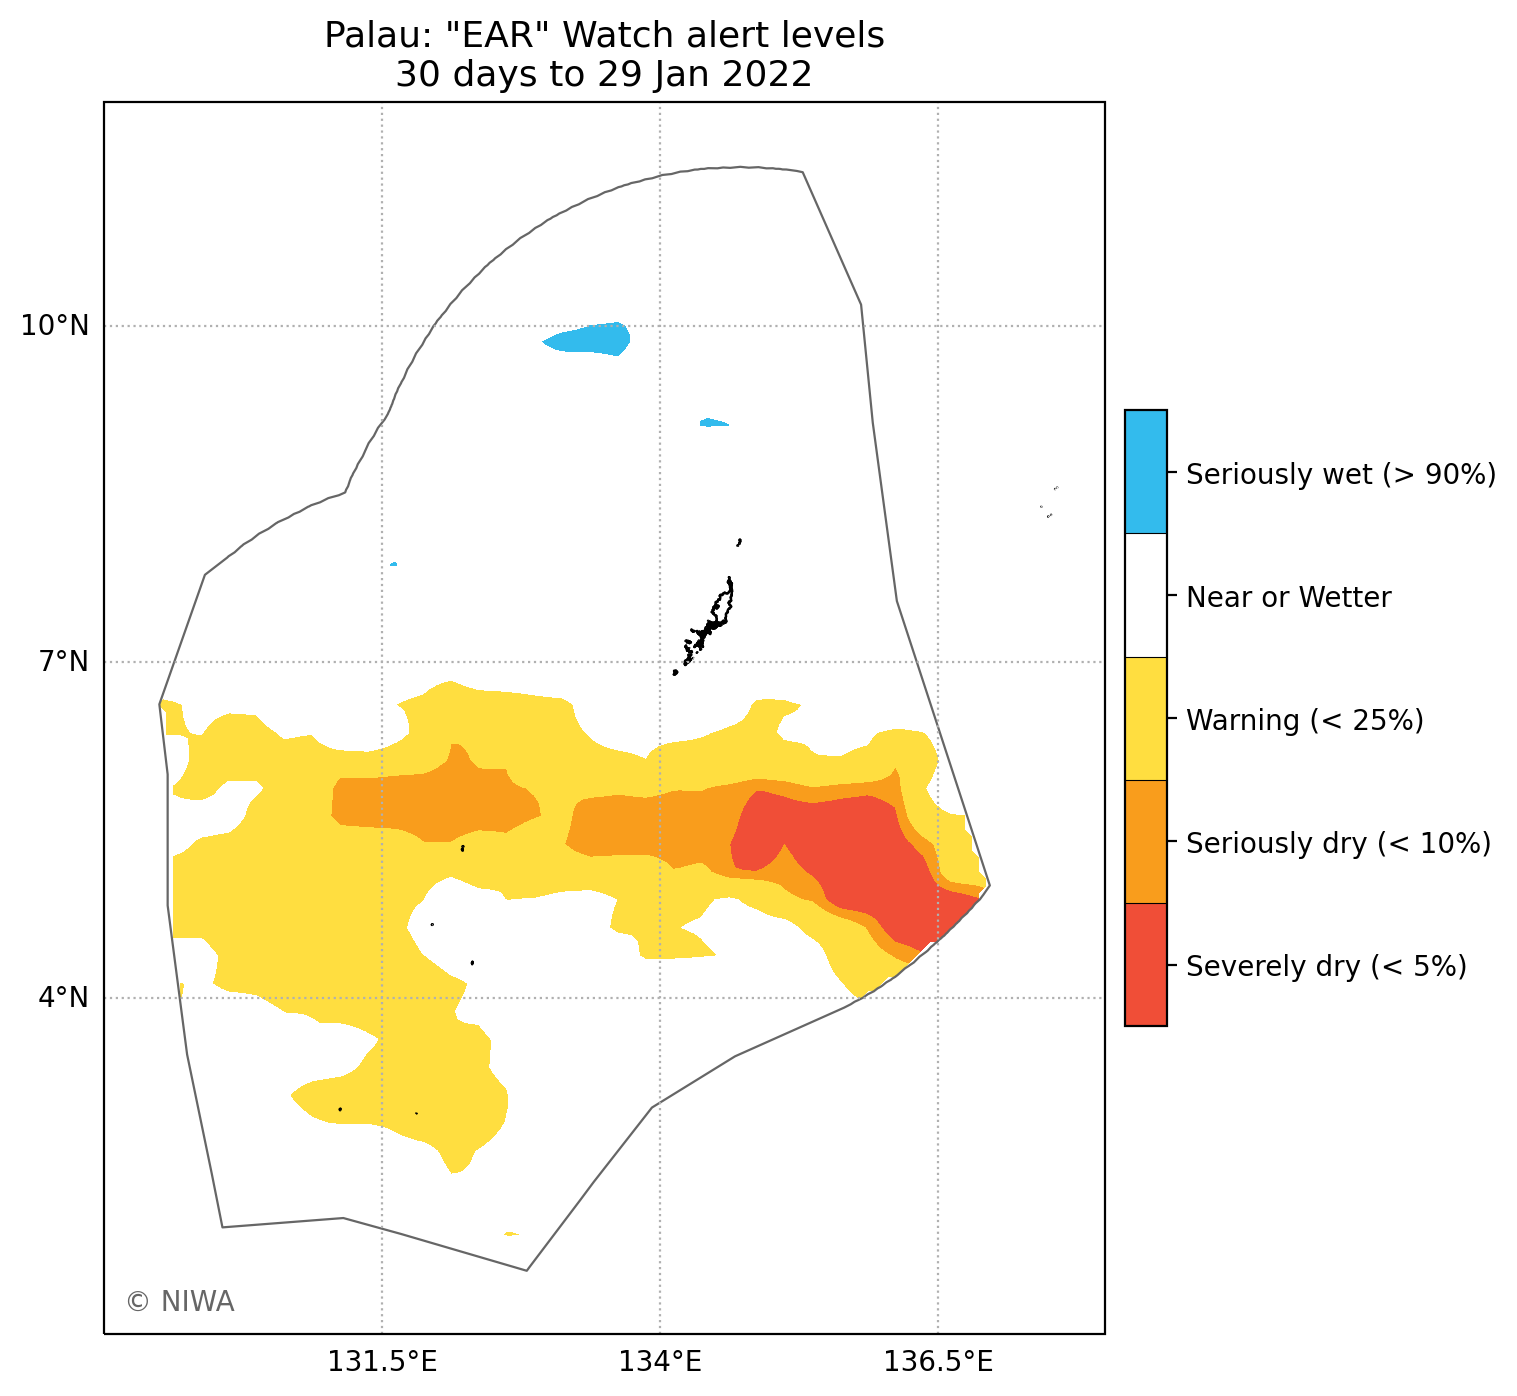 Palau: "EAR" Watch alert levels
30 days to 29 Jan 2022
10°N
7°N
4°N
131.5°E
134°E
136.5°E
Seriously wet (> 90%)
Near or Wetter
Warning (< 25%)
Seriously dry (< 10%)
Severely dry (< 5%)
© NIWA